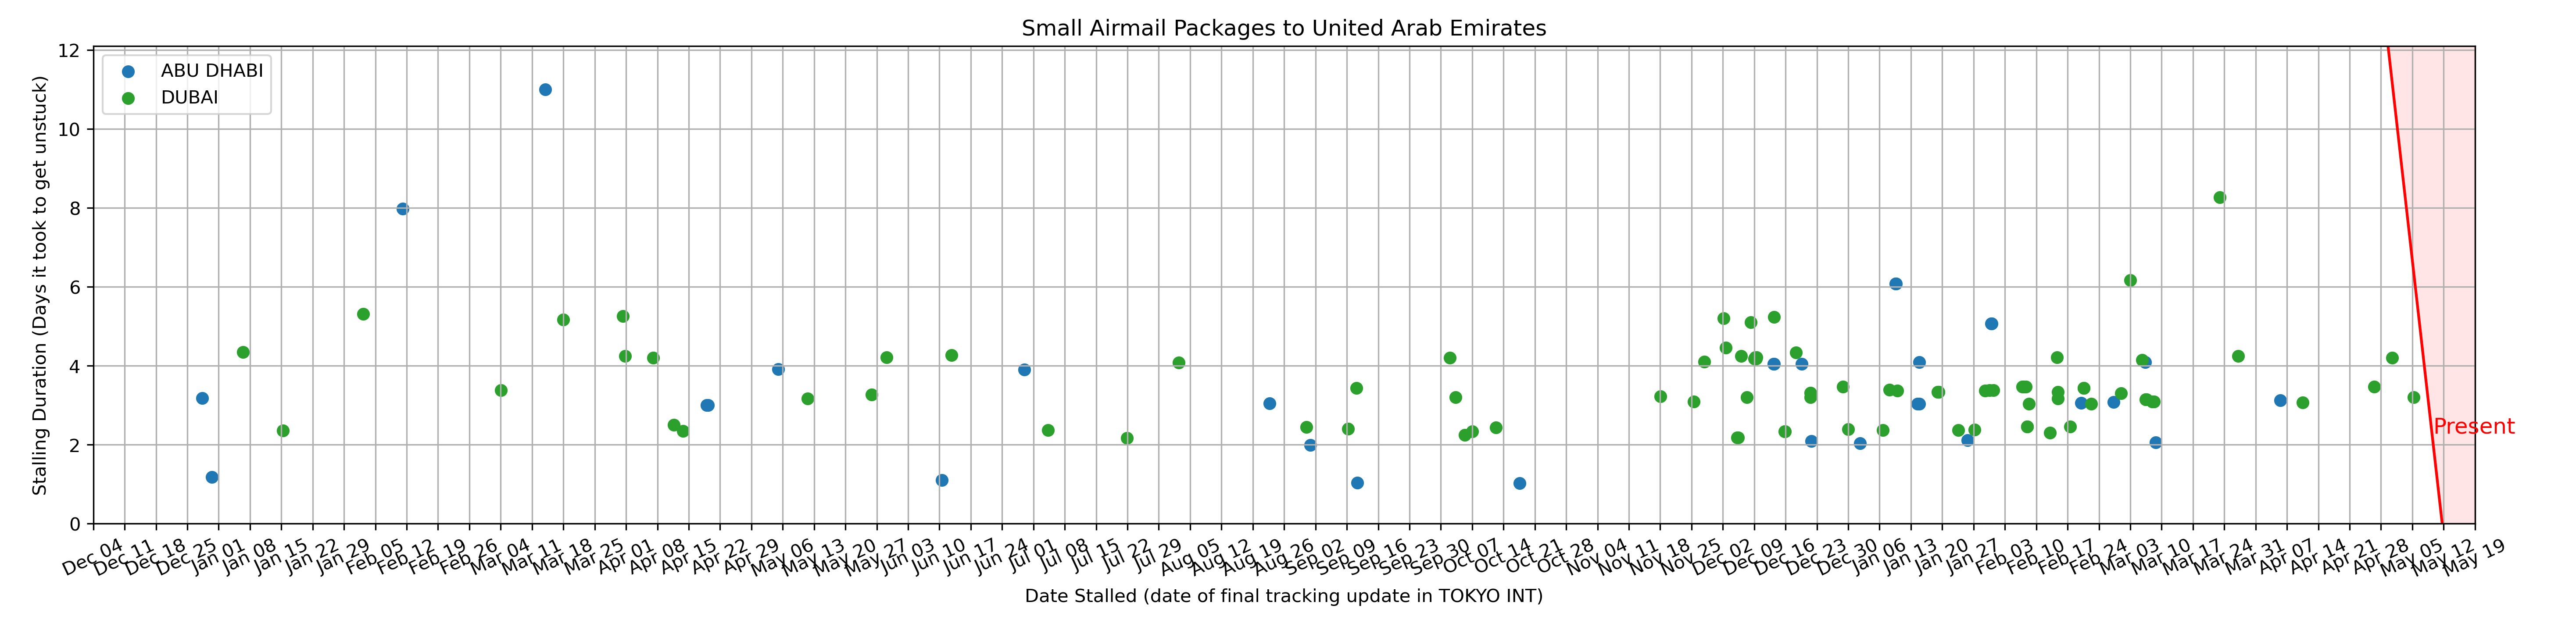 Small Airmail Packages to United Arab Emirates
ABU DHABI
DUBAI
Stalling Duration (Days it took to get unstuck)
12
10
8
6
4
2
0
Present
Dec 04
Dec 11
Dec 18
Dec 25
Jan 01
Jan 08
Jan 15
Jan 22
Jan 29
Feb 05
Feb 12
Feb 19
Feb 26
Mar 04
Mar 11
Mar 18
Mar 25
Apr 01
Apr 08
Apr 15
Apr 22
Apr 29
May 06
May 13
May 20
May 27
Jun 03
Jun 10
Jun 17
Jun 24
Jul 01
Jul 08
Jul 15
Jul 22
Jul 29
Aug 05
Aug 12
Aug 19
Aug 26
Sep 02
Sep 09
Sep 16
Sep 23
Sep 30
Oct 07
Oct 14
Oct 21
Oct 28
Nov 04
Nov 11
Nov 18
Nov 25
Dec 02
Dec 09
Dec 16
Dec 23
Dec 30
Jan 06
Jan 13
Jan 20
Jan 27
Feb 03
Feb 10
Feb 17
Feb 24
Mar 03
Mar 10
Mar 17
Mar 24
Mar 31
Apr 07
Apr 14
Apr 21
Apr 28
May 05
May 12
May 19
Date Stalled (date of final tracking update in TOKYO INT)